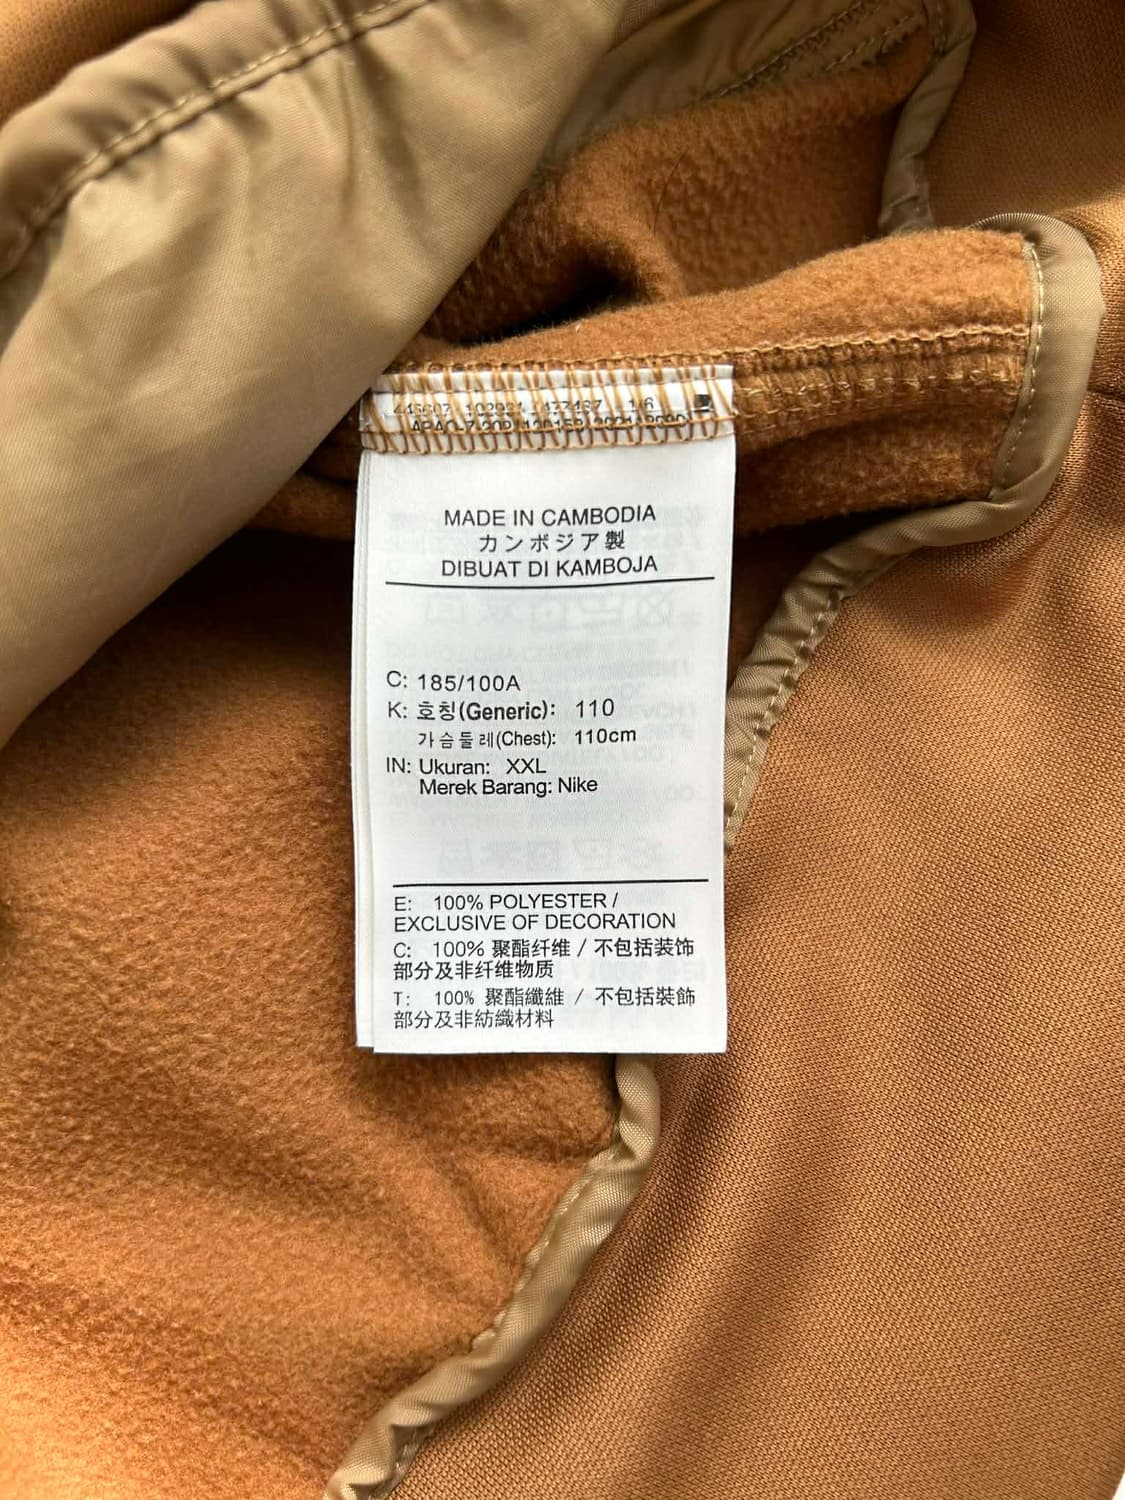 MADE IN CAMBODIA
カンボジア製
DIBUAT DI KAMBOJA
C: 185/100A
K: 호칭(Generic): 110
가슴둘레(Chest): 110cm
IN: Ukuran: XXL
Merek Barang: Nike
E: 100% POLYESTER /
EXCLUSIVE OF DECORATION
C: 100% 聚酯纤维 / 不包括装饰
部分及非纤维物质
T: 100% 聚酯纖維 / 不包括裝飾
部分及非紡織材料